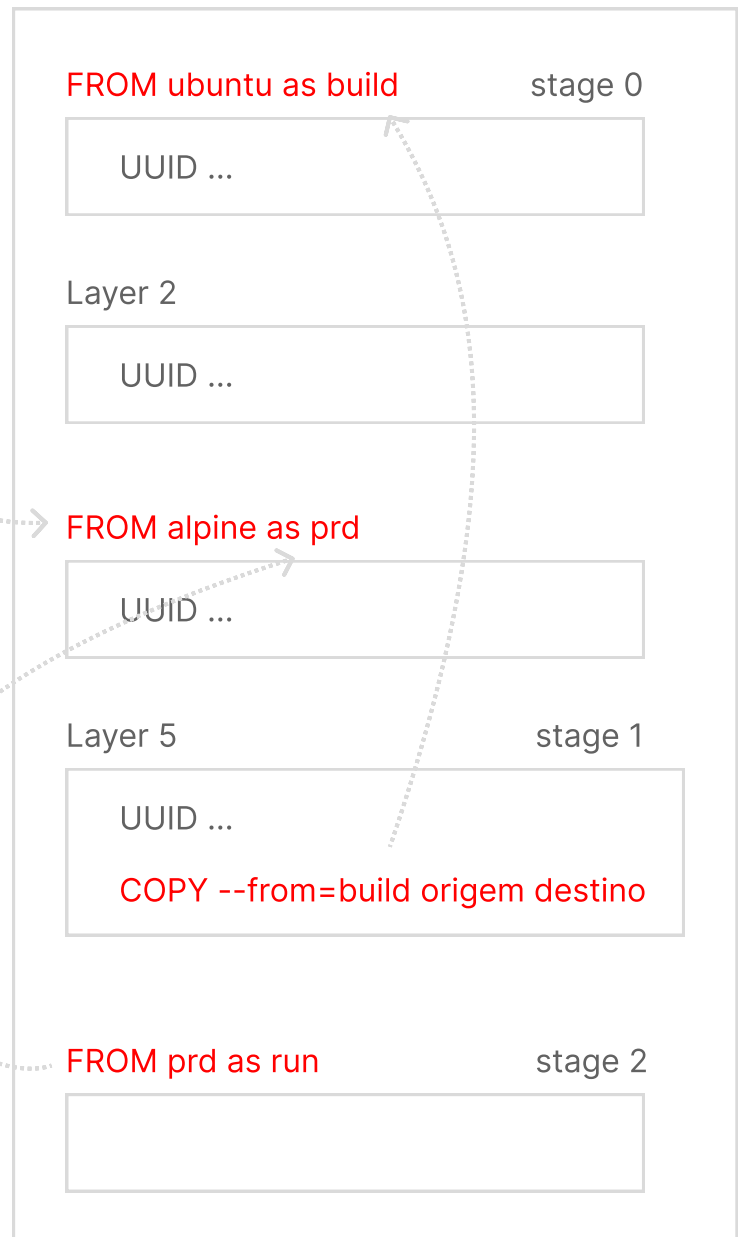 FROM ubuntu as build stage 0
UUID ...
Layer 2
UUID ...
FROM alpine as prd
UUID ...
Layer 5 stage 1
UUID ...
COPY --from=build origem destino
FROM prd as run stage 2